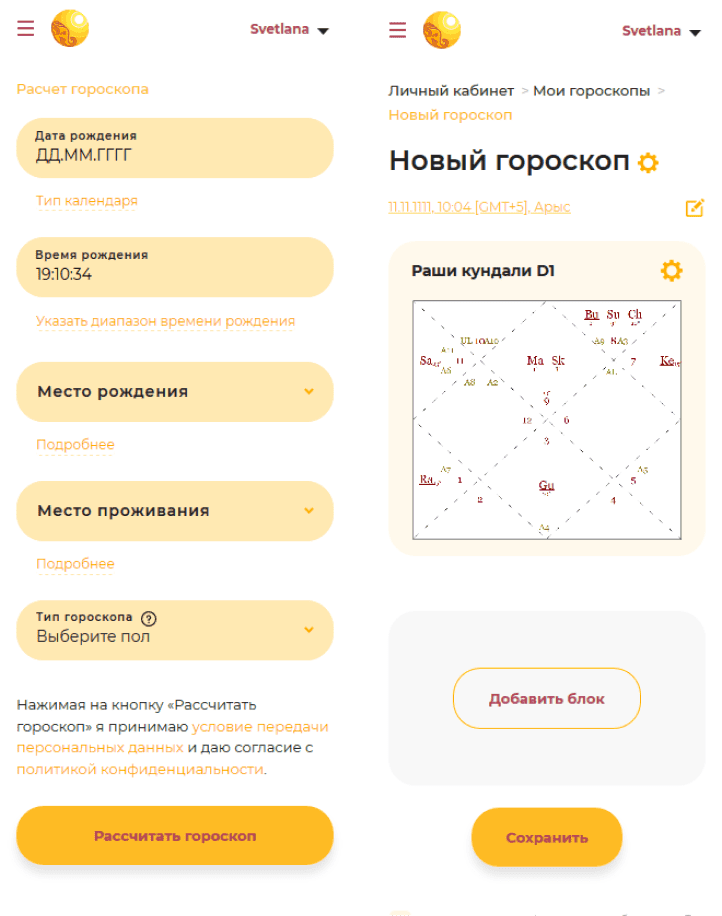 Svetlana
Расчет гороскопа
Дата рождения
ДД.ММ.ГГГГ
Тип календаря
Время рождения
19:10:34
Указать диапазон времени рождения
Место рождения
Подробнее
Место проживания
Подробнее
Тип гороскопа ?
Выберите пол
Нажимая на кнопку «Рассчитать
гороскоп» я принимаю условие передачи
персональных данных и даю согласие с
политикой конфиденциальности.
Рассчитать гороскоп
Svetlana
Личный кабинет > Мои гороскопы >
Новый гороскоп
Новый гороскоп
11.11.1111, 10:04 [GMT+5], Арыс
Раши кундали D1
Bu Su Ch
UL 10 A10
A9 8 A3
A11
Sa 11
Ma Sk
7 Ke
A6
A8 A2
A1
9
12 6
3
A7
Ra 1
Gu
A5
5
2
4
A4
Добавить блок
Сохранить